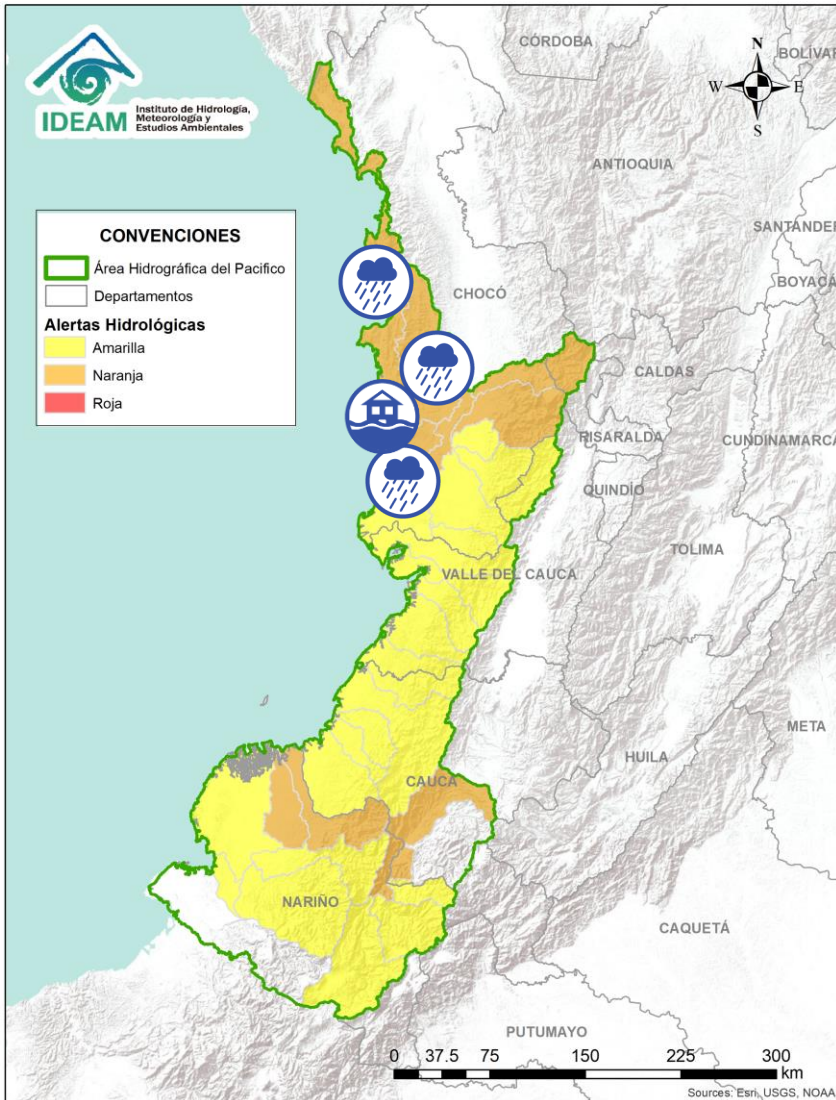 IDEAM
Instituto de Hidrología,
Meteorología y
Estudios Ambientales
CONVENCIONES
Área Hidrográfica del Pacifico
Departamentos
Alertas Hidrológicas
Amarilla
Naranja
Roja
N
W
E
S
CÓRDOBA
BOLÍVAR
ANTIOQUIA
SANTANDER
BOYACÁ
CHOCÓ
CALDAS
RISARALDA
CUNDINAMARCA
QUINDÍO
TOLIMA
VALLE DEL CAUCA
META
HUILA
CAUCA
NARIÑO
CAQUETÁ
PUTUMAYO
0 37.5 75 150 225 300
km
Sources: Esri, USGS, NOAA